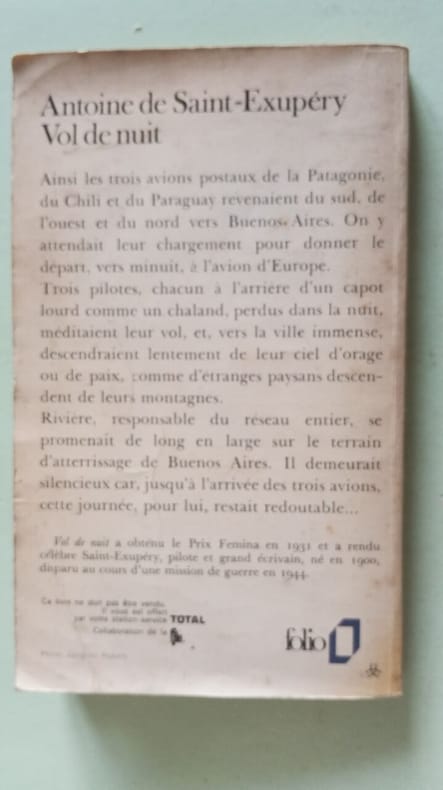 Antoine de Saint-Exupéry
Vol de nuit
Ainsi les trois avions postaux de la Patagonie,
du Chili et du Paraguay revenaient du sud, de
l'ouest et du nord vers Buenos Aires. On y
attendait leur chargement pour donner le
départ, vers minuit, à l'avion d'Europe.
Trois pilotes, chacun à l'arrière d'un capot
lourd comme un chaland, perdus dans la nuit,
méditaient leur vol, et, vers la ville immense,
descendraient lentement de leur ciel d'orage
ou de paix, comme d'étranges paysans descen-
dent de leurs montagnes.
Rivière, responsable du réseau entier, se
promenait de long en large sur le terrain
d'atterrissage de Buenos Aires. Il demeurait
silencieux car, jusqu'à l'arrivée des trois avions,
cette journée, pour lui, restait redoutable...
Vol de nuit a obtenu le Prix Femina en 1931 et a rendu
célèbre Saint-Exupéry, pilote et grand écrivain, né en 1900,
disparu au cours d'une mission de guerre en 1944.
Ce livre ne doit pas être vendu.
Il vous est offert
par votre station-service TOTAL
Collaboration de la
folio